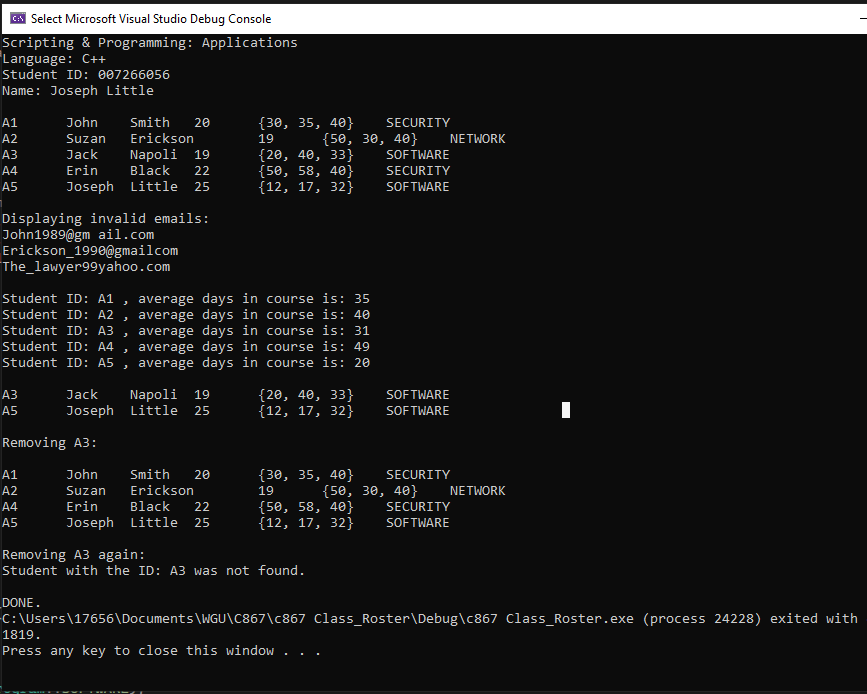 Select Microsoft Visual Studio Debug Console
Scripting & Programming: Applications
Language: C++
Student ID: 007266056
Name: Joseph Little
A1 John Smith 20 {30, 35, 40} SECURITY
A2 Suzan Erickson 19 {50, 30, 40} NETWORK
A3 Jack Napoli 19 {20, 40, 33} SOFTWARE
A4 Erin Black 22 {50, 58, 40} SECURITY
A5 Joseph Little 25 {12, 17, 32} SOFTWARE
Displaying invalid emails:
John1989@gm ail.com
Erickson_1990@gmailcom
The_lawyer99yahoo.com
Student ID: A1 , average days in course is: 35
Student ID: A2 , average days in course is: 40
Student ID: A3 , average days in course is: 31
Student ID: A4 , average days in course is: 49
Student ID: A5 , average days in course is: 20
A3 Jack Napoli 19 {20, 40, 33} SOFTWARE
A5 Joseph Little 25 {12, 17, 32} SOFTWARE
Removing A3:
A1 John Smith 20 {30, 35, 40} SECURITY
A2 Suzan Erickson 19 {50, 30, 40} NETWORK
A4 Erin Black 22 {50, 58, 40} SECURITY
A5 Joseph Little 25 {12, 17, 32} SOFTWARE
Removing A3 again:
Student with the ID: A3 was not found.
DONE.
C:\Users\17656\Documents\WGU\C867\c867 Class_Roster\Debug\c867 Class_Roster.exe (process 24228) exited with
1819.
Press any key to close this window . . .